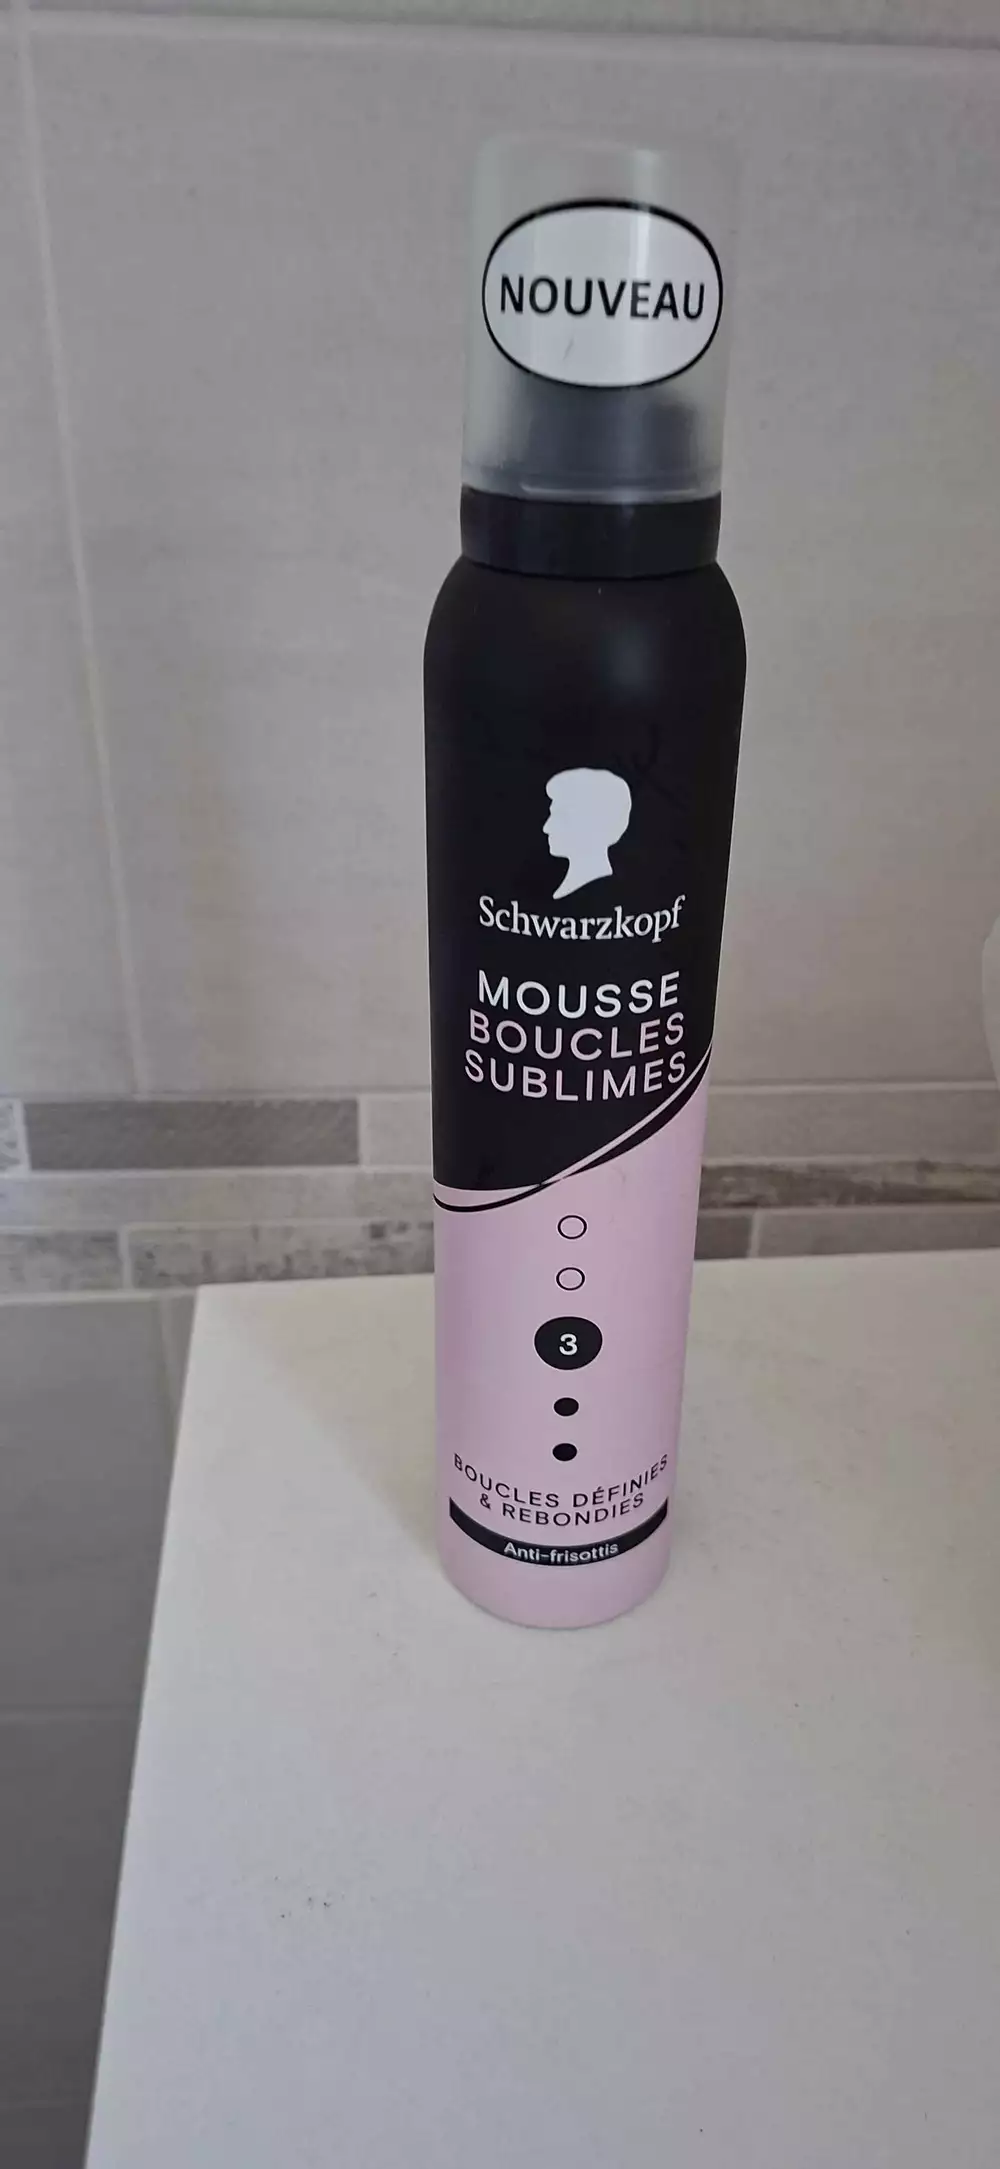 NOUVEAU
Schwarzkopf
MOUSSE
BOUCLES
SUBLIMES
3
BOUCLES DÉFINIES
& REBONDIES
Anti-frisottis